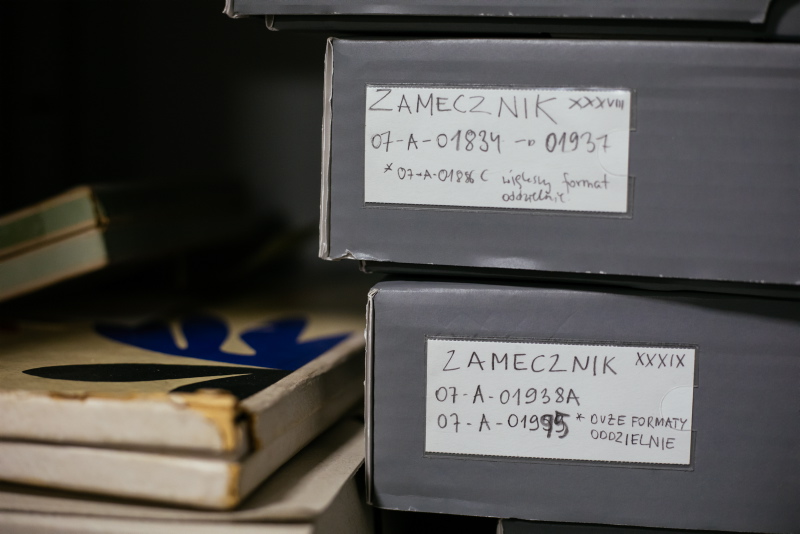 ZAMECZNIK XXXVIII
07-A-01834 → 01937
* 07-A-01886 C większy format
oddzielnie
ZAMECZNIK XXXIX
07-A-01938A
07-A-01995 * DUŻE FORMATY
ODDZIELNIE